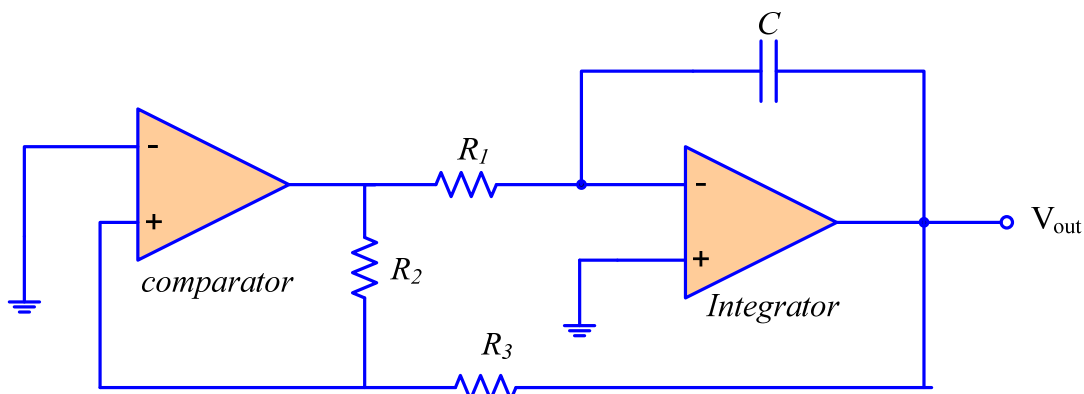 C
R1
-
+
comparator
R2
-
+
Integrator
Vout
R3